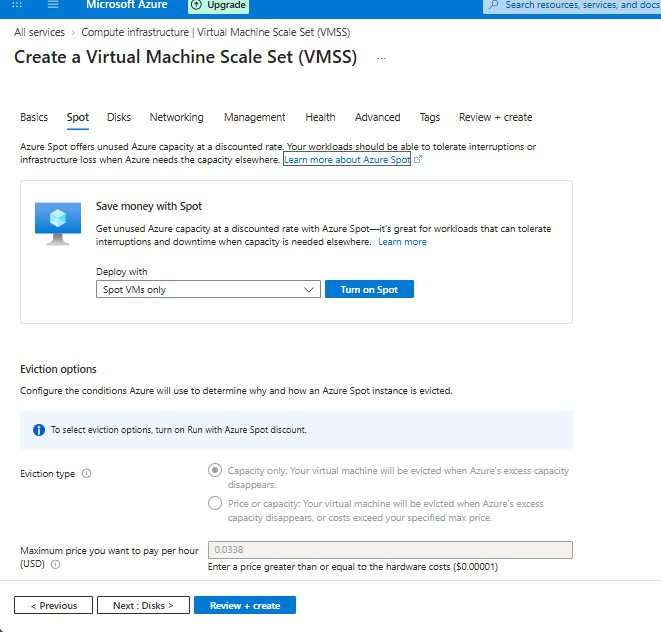 Microsoft Azure
Upgrade
Search resources, services, and docs
All services > Compute infrastructure | Virtual Machine Scale Set (VMSS)
Create a Virtual Machine Scale Set (VMSS) ...
Basics Spot Disks Networking Management Health Advanced Tags Review + create
Azure Spot offers unused Azure capacity at a discounted rate. Your workloads should be able to tolerate interruptions or
infrastructure loss when Azure needs the capacity elsewhere. Learn more about Azure Spot
Save money with Spot
Get unused Azure capacity at a discounted rate with Azure Spot—it's great for workloads that can tolerate
interruptions and downtime when capacity is needed elsewhere. Learn more
Deploy with
Spot VMs only
Turn on Spot
Eviction options
Configure the conditions Azure will use to determine why and how an Azure Spot instance is evicted.
To select eviction options, turn on Run with Azure Spot discount.
Eviction type
Capacity only: Your virtual machine will be evicted when Azure's excess capacity
disappears.
Price or capacity: Your virtual machine will be evicted when Azure's excess
capacity disappears, or costs exceed your specified max price.
Maximum price you want to pay per hour
(USD)
0.0338
Enter a price greater than or equal to the hardware costs ($0.00001)
< Previous
Next : Disks >
Review + create